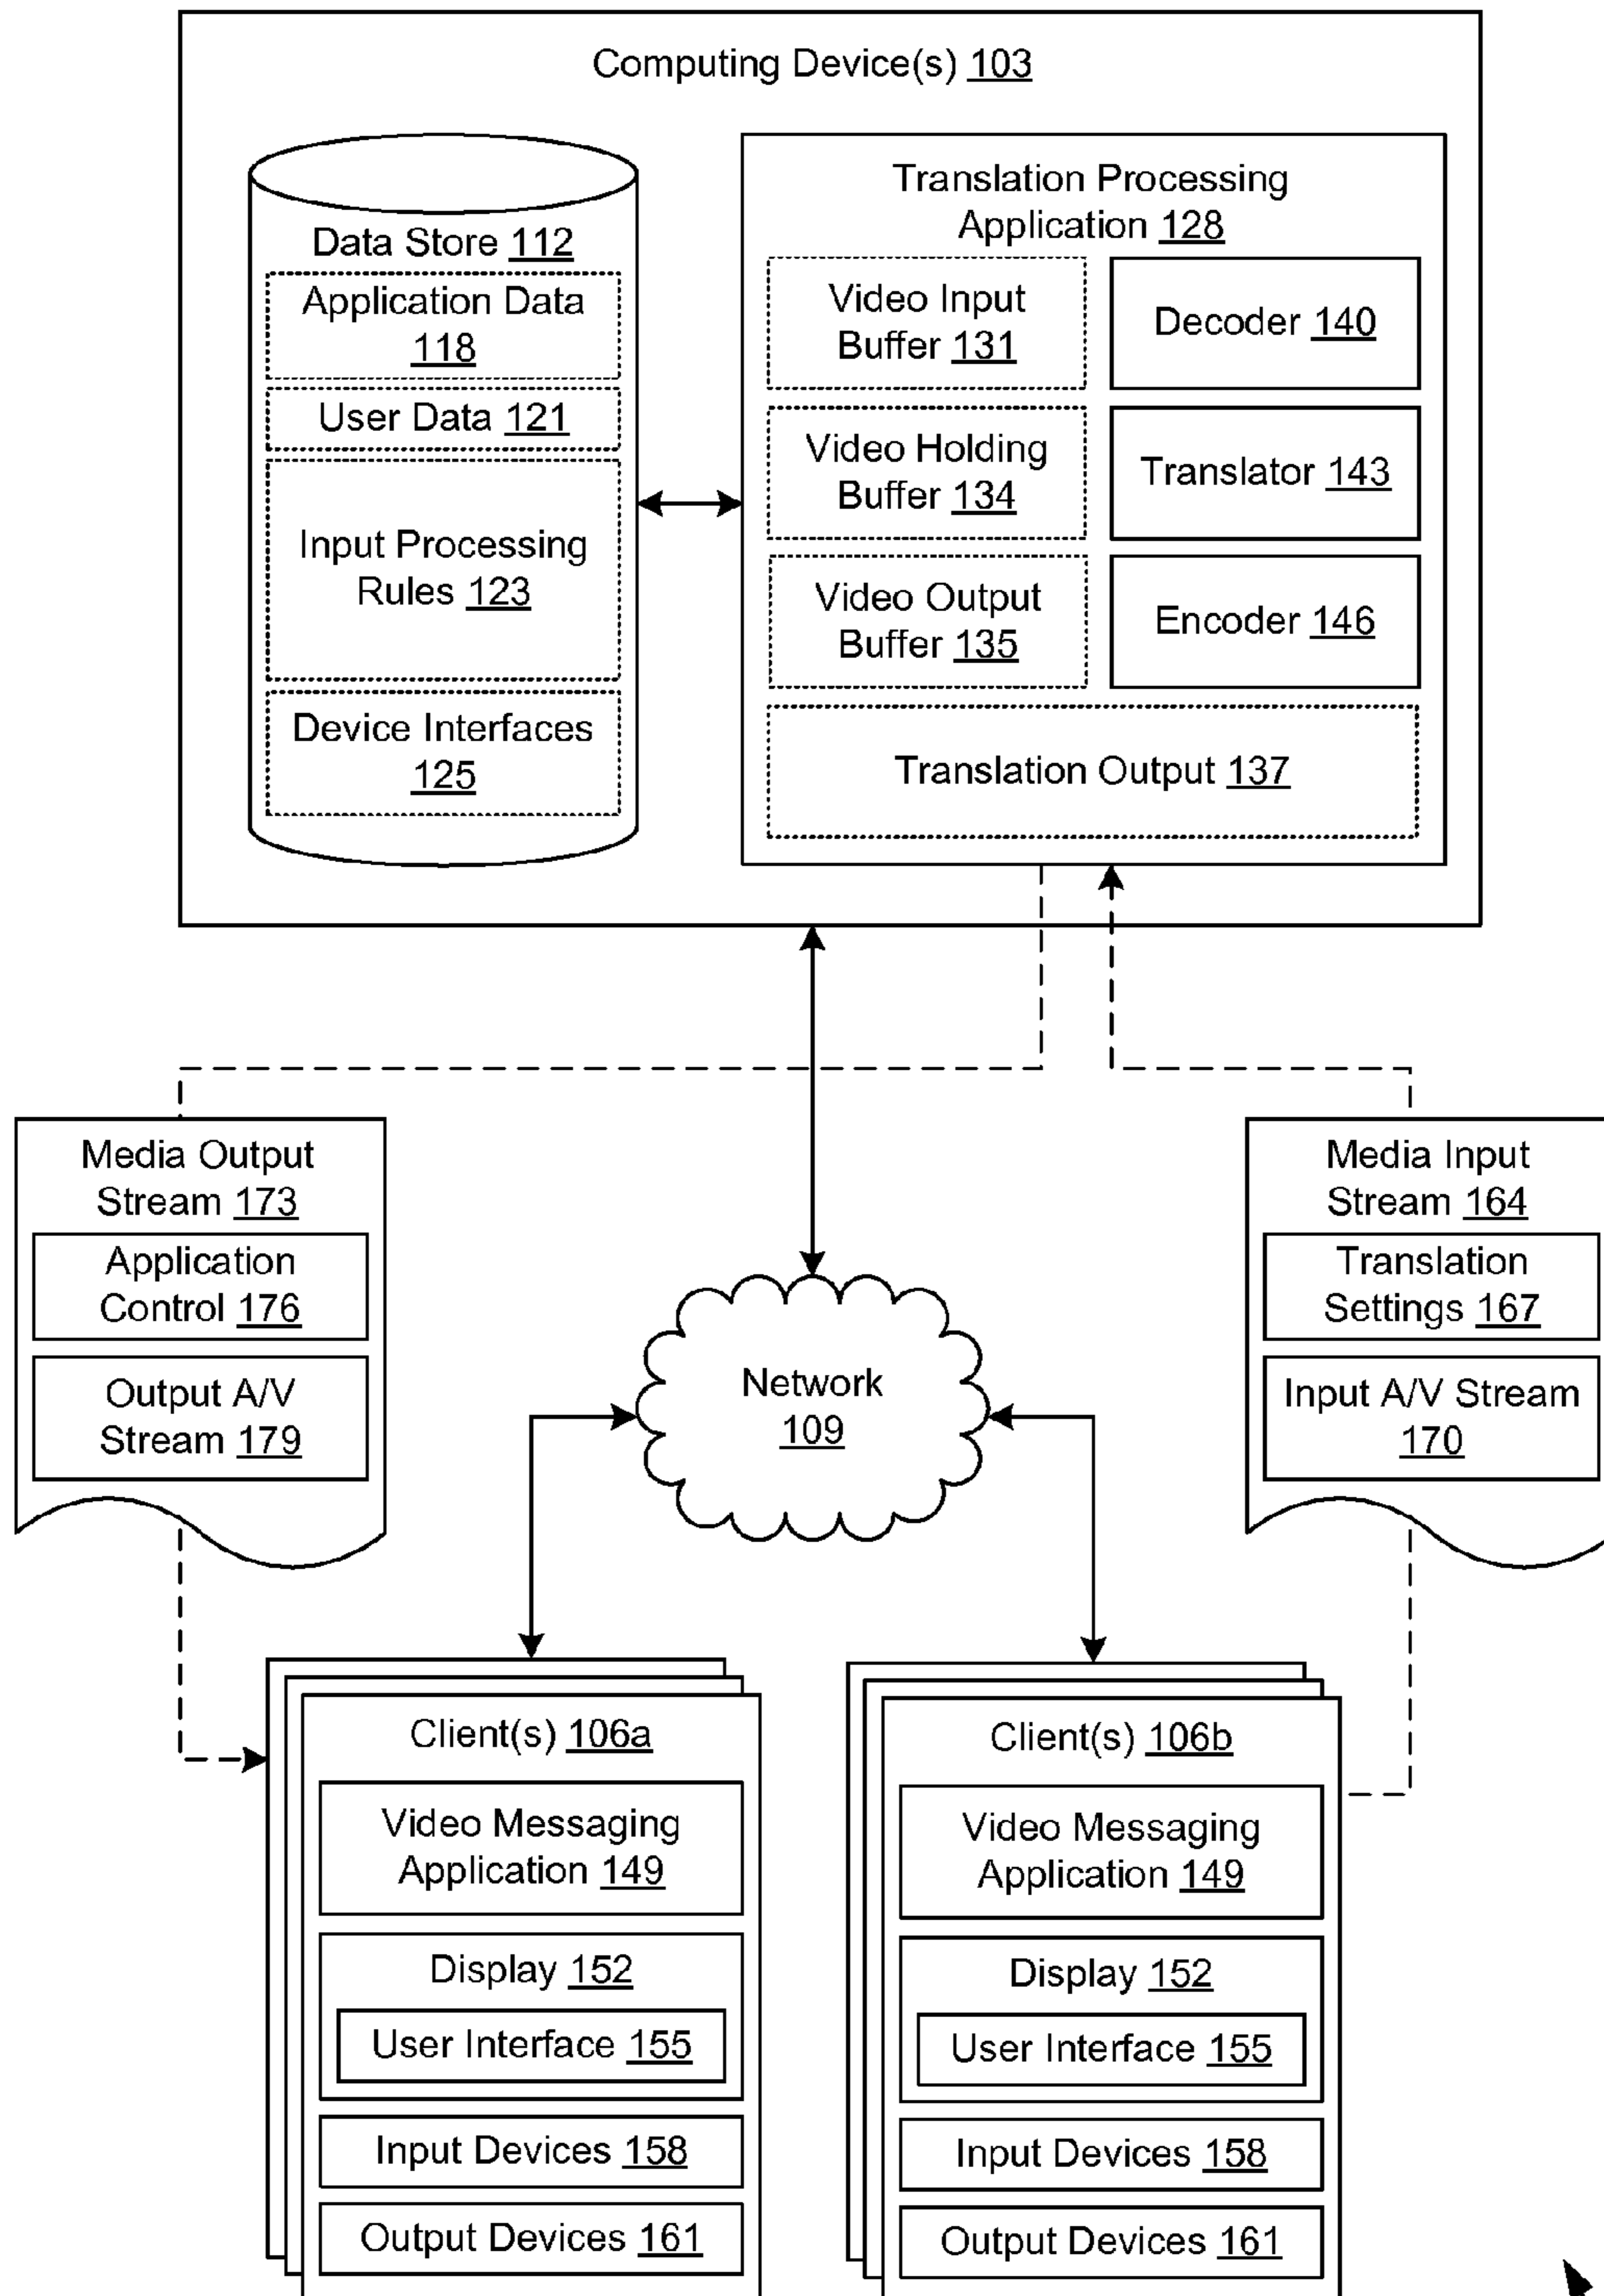 Computing Device(s) 103
Data Store 112
Application Data
118
User Data 121
Input Processing
Rules 123
Device Interfaces
125
Translation Processing
Application 128
Video Input
Buffer 131
Decoder 140
Video Holding
Buffer 134
Translator 143
Video Output
Buffer 135
Encoder 146
Translation Output 137
Media Output
Stream 173
Application
Control 176
Output A/V
Stream 179
Network
109
Media Input
Stream 164
Translation
Settings 167
Input A/V Stream
170
Client(s) 106a
Video Messaging
Application 149
Display 152
User Interface 155
Input Devices 158
Output Devices 161
Client(s) 106b
Video Messaging
Application 149
Display 152
User Interface 155
Input Devices 158
Output Devices 161